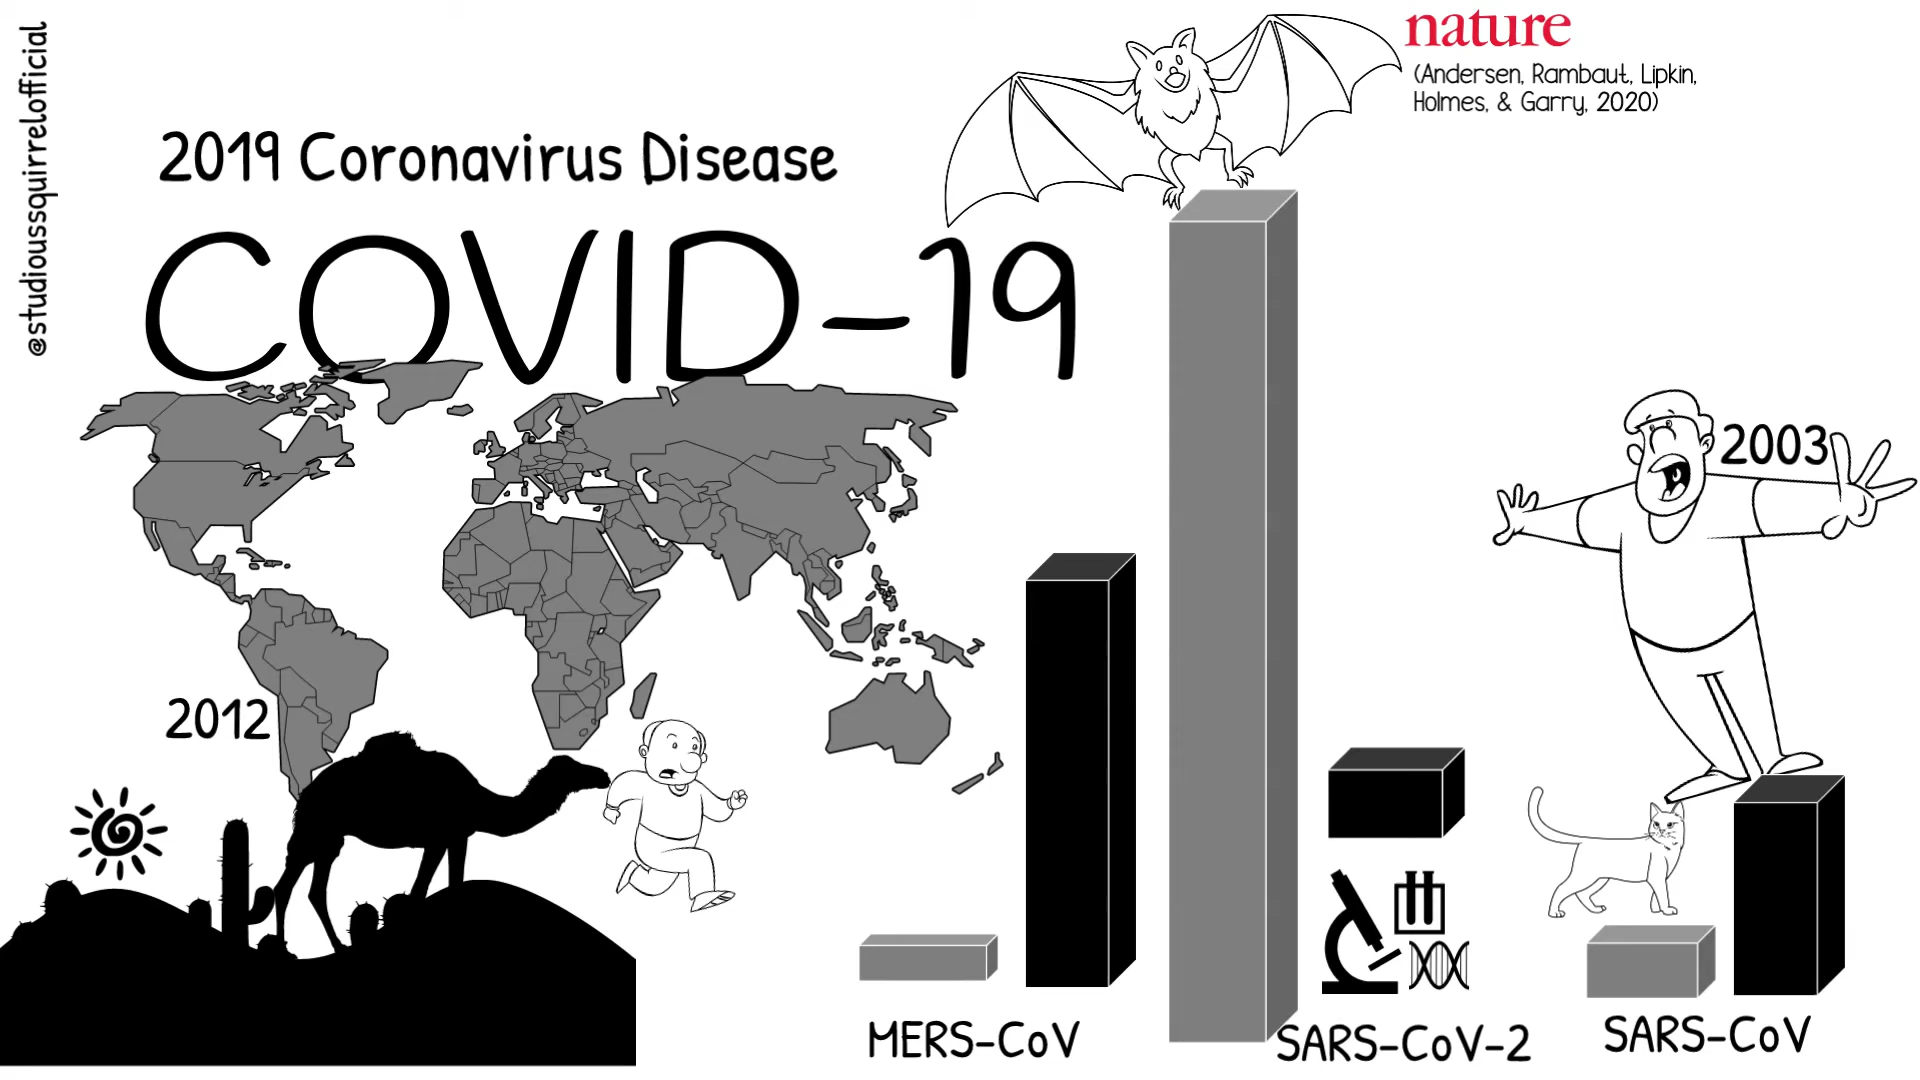 @studioussquirrelofficial
nature
(Andersen, Rambaut, Lipkin,
Holmes, & Garry, 2020)
2019 Coronavirus Disease
COVID-19
2003
2012
MERS-CoV
SARS-CoV-2
SARS-CoV